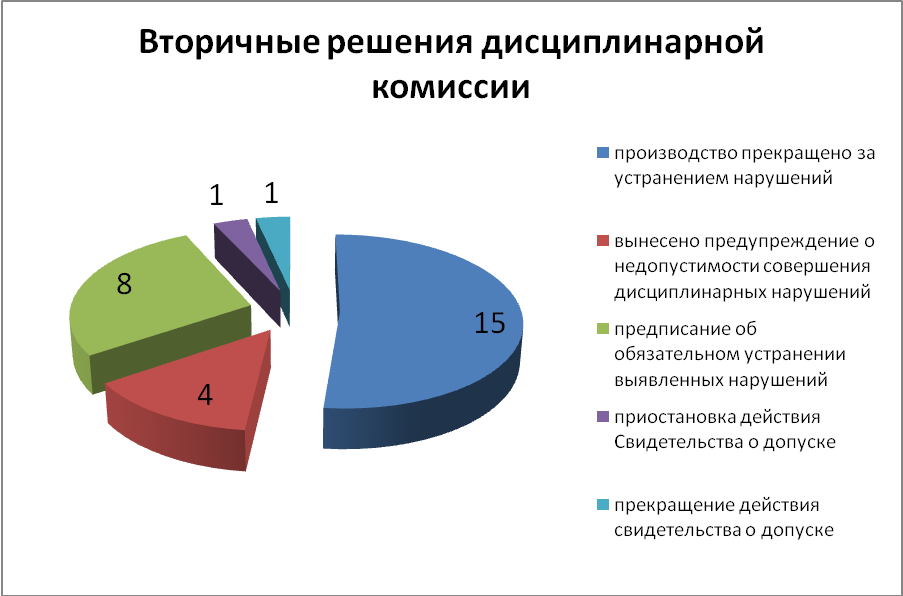 Вторичные решения дисциплинарной
комиссии
1
1
8
15
4
производство прекращено за
устранением нарушений
вынесено предупреждение о
недопустимости совершения
дисциплинарных нарушений
предписание об
обязательном устранении
выявленных нарушений
приостановка действия
Свидетельства о допуске
прекращение действия
свидетельства о допуске